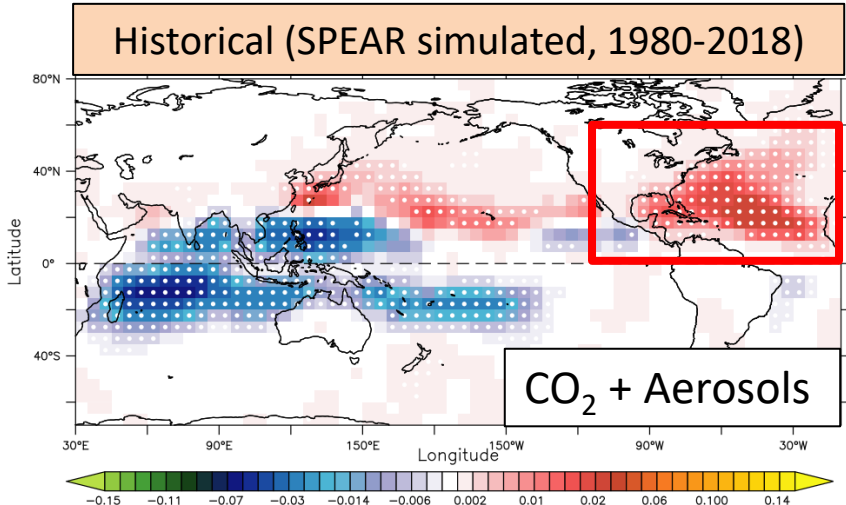 Historical (SPEAR simulated, 1980-2018)
80°N
40°N
0°
40°S
Latitude
CO₂ + Aerosols
30°E 90°E 150°E 150°W 90°W 30°W
Longitude
−0.15 −0.11 −0.07 −0.03 −0.014 −0.006 0.002 0.01 0.02 0.06 0.100 0.14